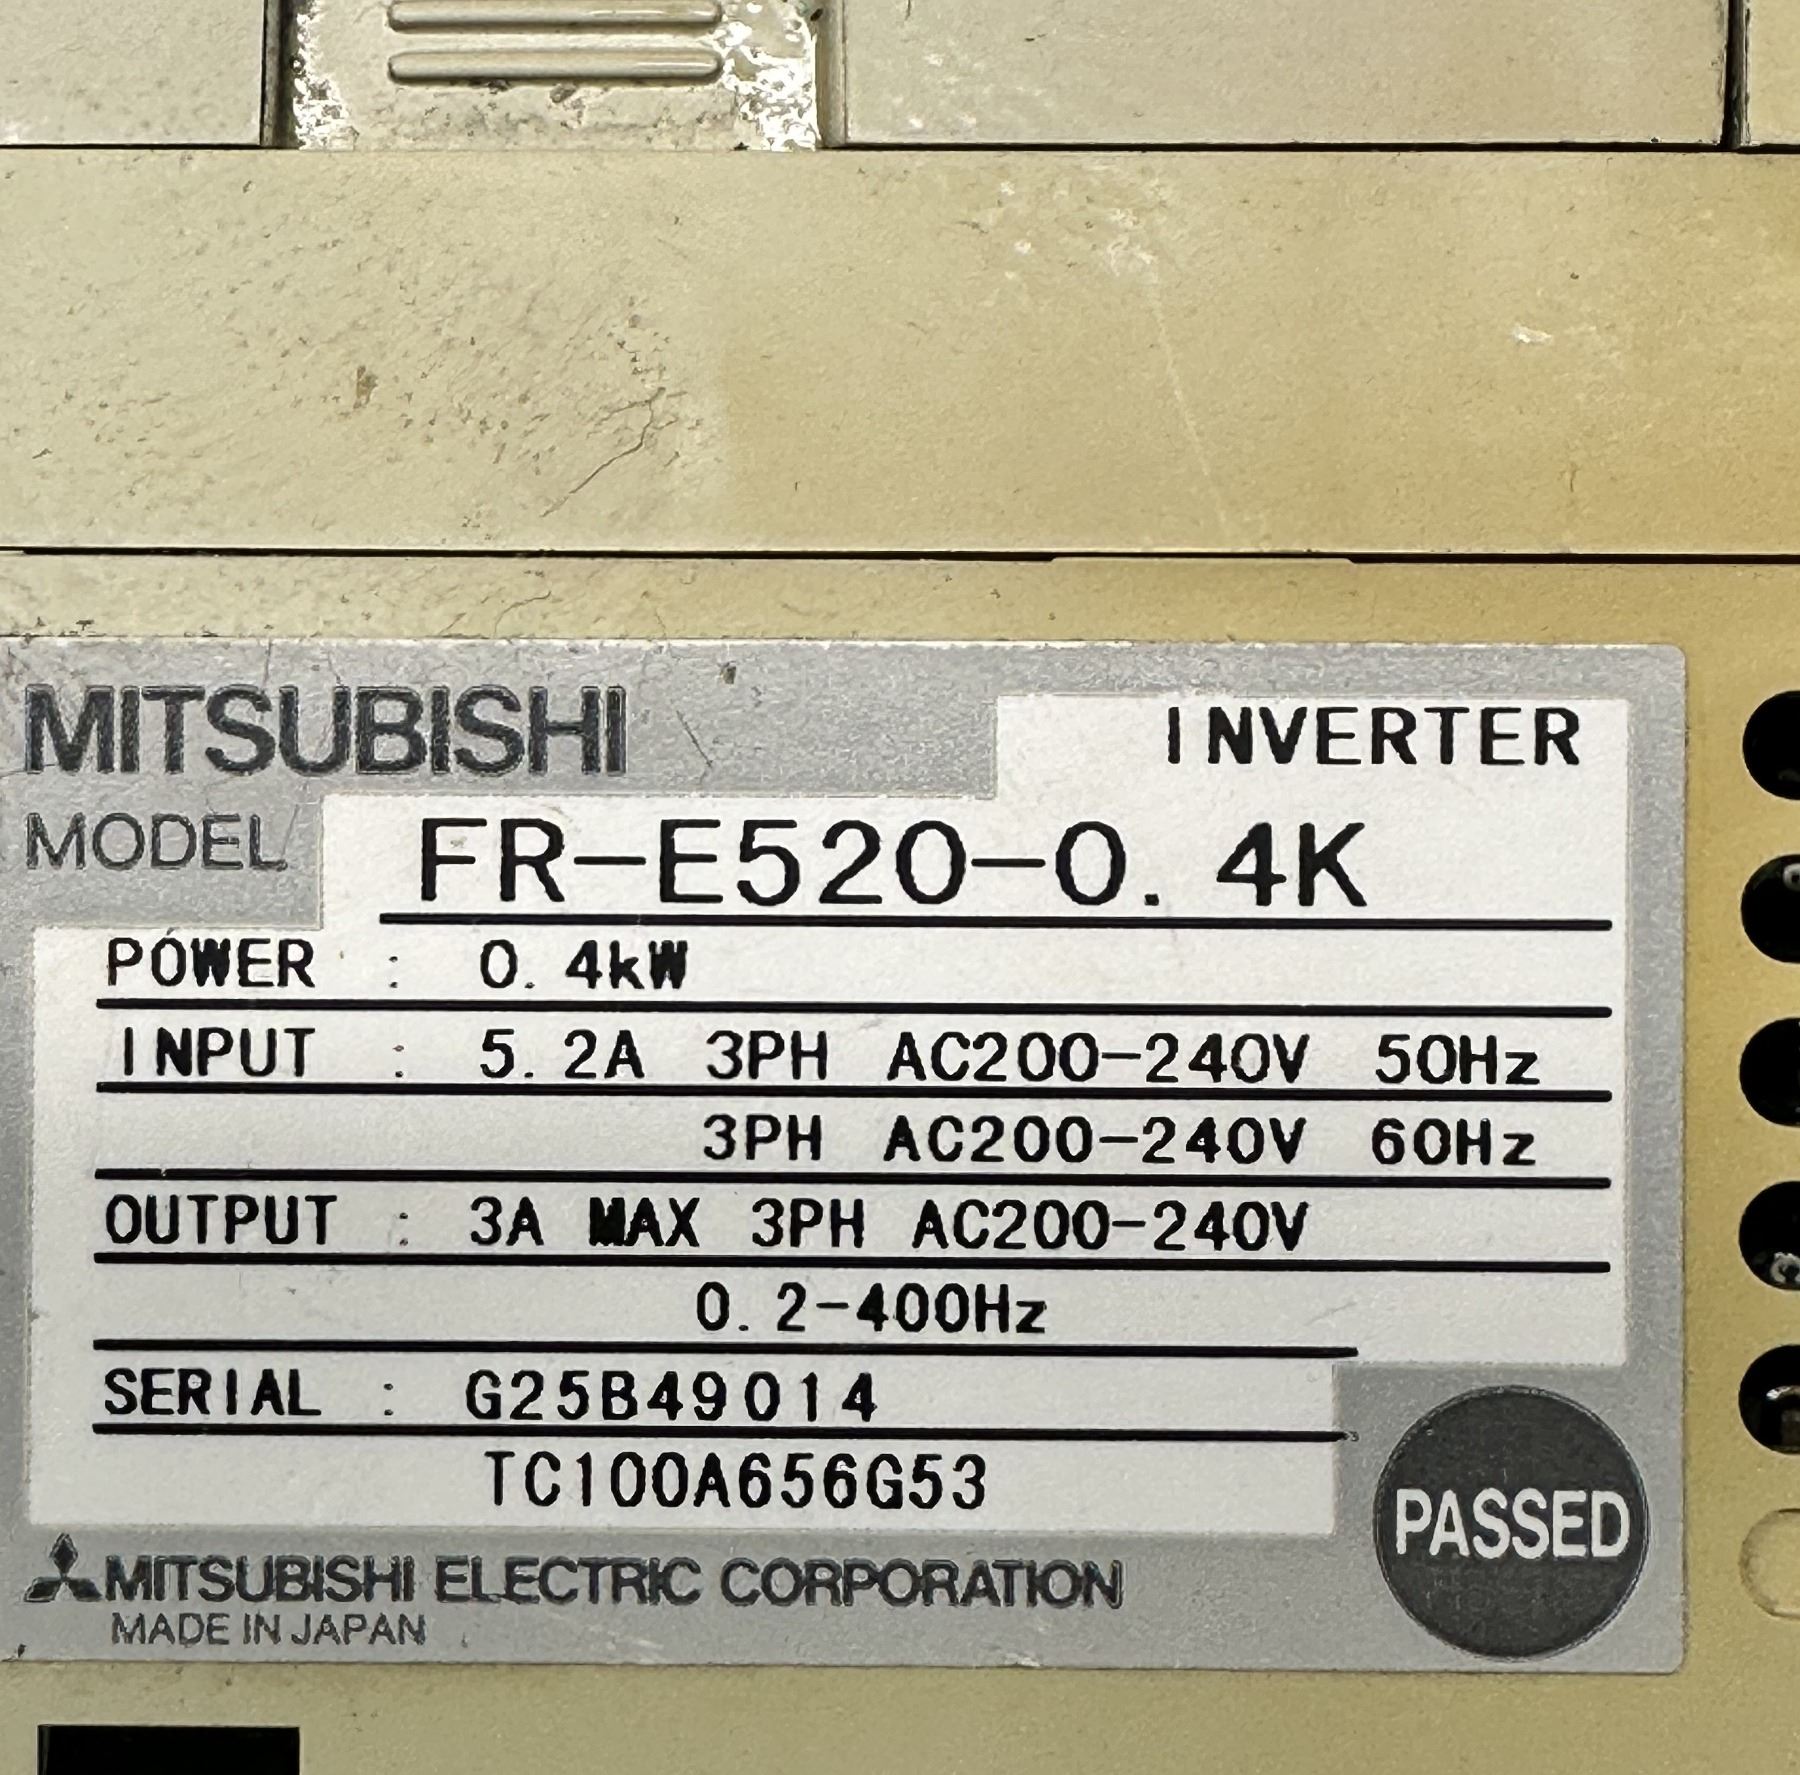 MITSUBISHI
INVERTER
MODEL FR-E520-0.4K
POWER : 0.4kW
INPUT : 5.2A 3PH AC200-240V 50Hz
3PH AC200-240V 60Hz
OUTPUT : 3A MAX 3PH AC200-240V
0.2-400Hz
SERIAL : G25B49014
TC100A656G53
PASSED
MITSUBISHI ELECTRIC CORPORATION
MADE IN JAPAN